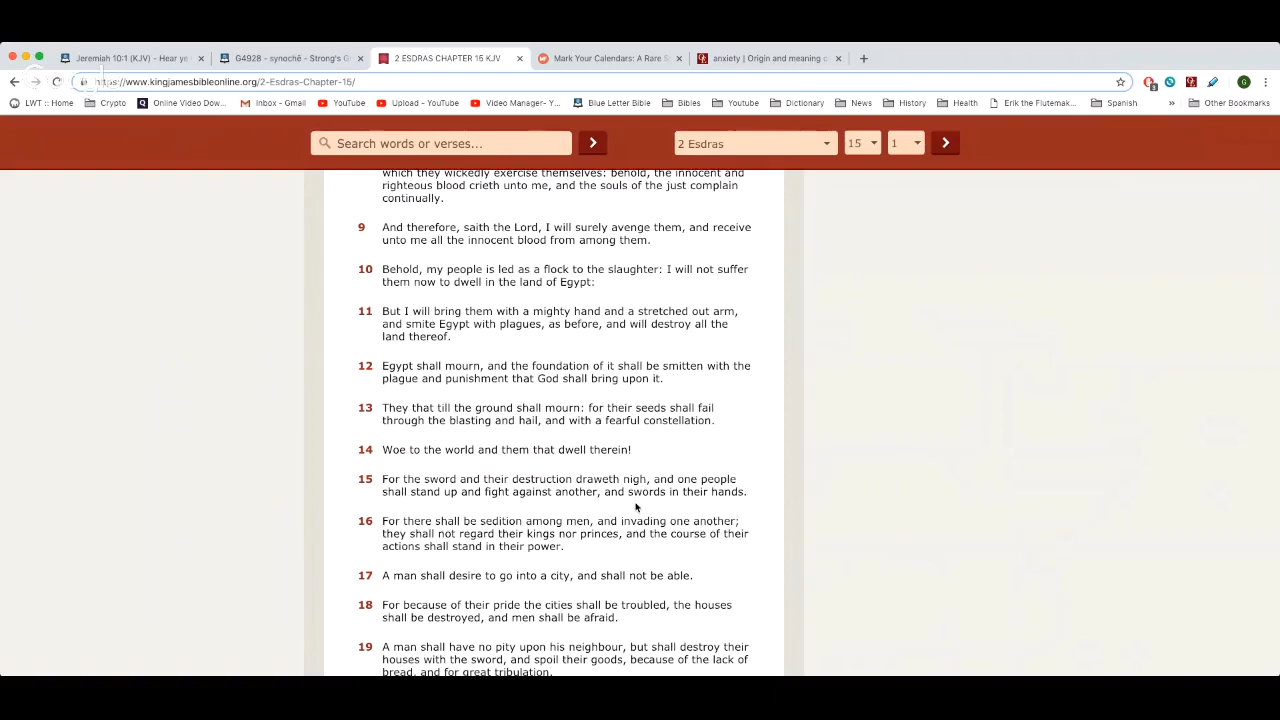 Jeremiah 10:1 (KJV) - Hear ye
G4928 - synochē - Strong's G
2 ESDRAS CHAPTER 15 KJV
Mark Your Calendars: A Rare S
anxiety | Origin and meaning o
https://www.kingjamesbibleonline.org/2-Esdras-Chapter-15/
LWT :: Home
Crypto
Online Video Dow...
Inbox - Gmail
YouTube
Upload - YouTube
Video Manager- Y...
Blue Letter Bible
Bibles
Youtube
Dictionary
News
History
Health
Erik the Flutemak...
Spanish
»
Other Bookmarks
Search words or verses...
2 Esdras
15
1
which they wickedly exercise themselves: behold, the innocent and
righteous blood crieth unto me, and the souls of the just complain
continually.
9 And therefore, saith the Lord, I will surely avenge them, and receive
unto me all the innocent blood from among them.
10 Behold, my people is led as a flock to the slaughter: I will not suffer
them now to dwell in the land of Egypt:
11 But I will bring them with a mighty hand and a stretched out arm,
and smite Egypt with plagues, as before, and will destroy all the
land thereof.
12 Egypt shall mourn, and the foundation of it shall be smitten with the
plague and punishment that God shall bring upon it.
13 They that till the ground shall mourn: for their seeds shall fail
through the blasting and hail, and with a fearful constellation.
14 Woe to the world and them that dwell therein!
15 For the sword and their destruction draweth nigh, and one people
shall stand up and fight against another, and swords in their hands.
16 For there shall be sedition among men, and invading one another;
they shall not regard their kings nor princes, and the course of their
actions shall stand in their power.
17 A man shall desire to go into a city, and shall not be able.
18 For because of their pride the cities shall be troubled, the houses
shall be destroyed, and men shall be afraid.
19 A man shall have no pity upon his neighbour, but shall destroy their
houses with the sword, and spoil their goods, because of the lack of
bread, and for great tribulation.